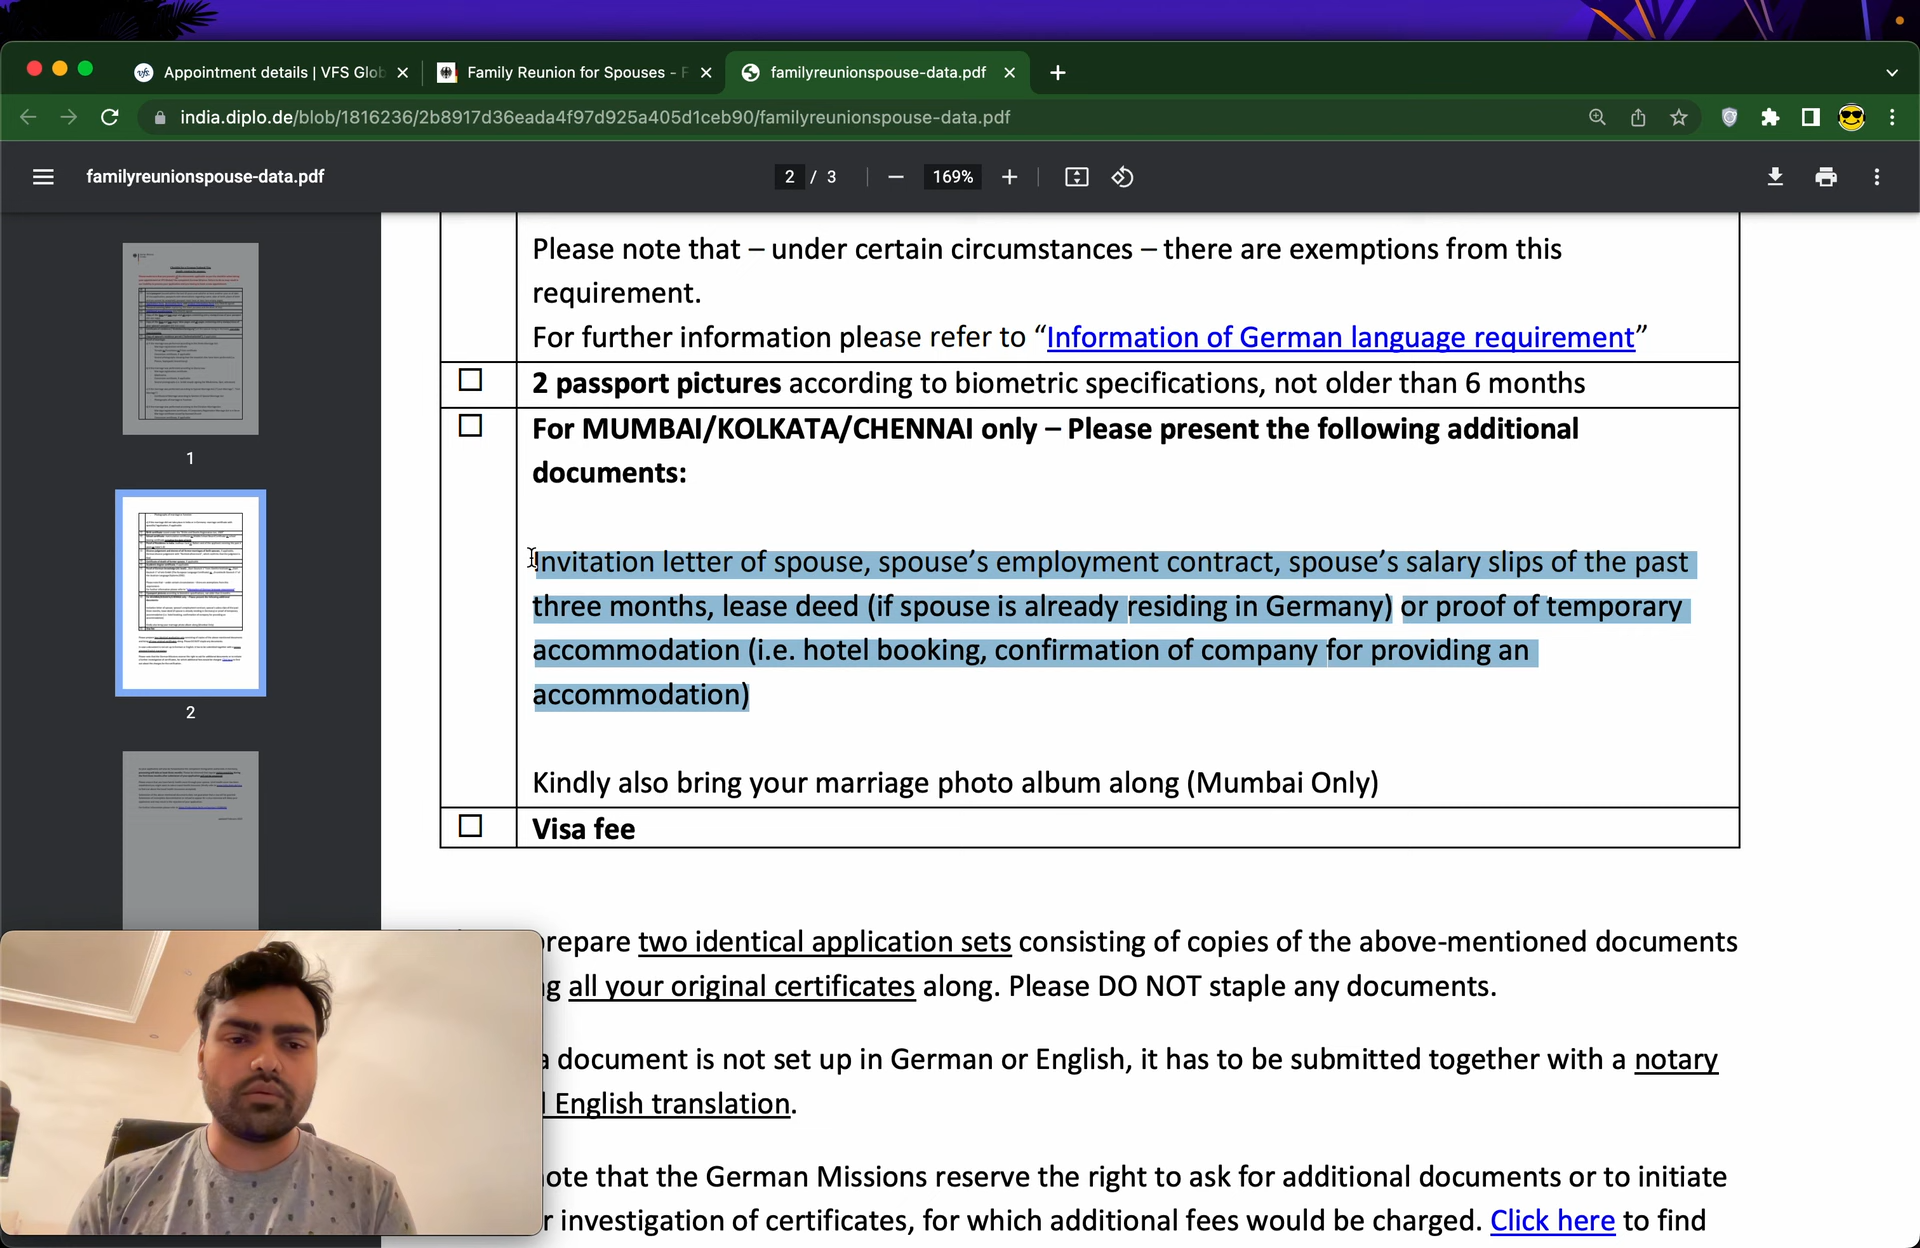 Appointment details | VFS Glob
Family Reunion for Spouses - F
familyreunionspouse-data.pdf
india.diplo.de/blob/1816236/2b8917d36eada4f97d925a405d1ceb90/familyreunionspouse-data.pdf
familyreunionspouse-data.pdf
2 / 3
169%
Please note that – under certain circumstances – there are exemptions from this
requirement.
For further information please refer to “Information of German language requirement”
2 passport pictures according to biometric specifications, not older than 6 months
For MUMBAI/KOLKATA/CHENNAI only – Please present the following additional
documents:
Invitation letter of spouse, spouse’s employment contract, spouse’s salary slips of the past
three months, lease deed (if spouse is already residing in Germany) or proof of temporary
accommodation (i.e. hotel booking, confirmation of company for providing an
accommodation)
Kindly also bring your marriage photo album along (Mumbai Only)
Visa fee
prepare two identical application sets consisting of copies of the above-mentioned documents
all your original certificates along. Please DO NOT staple any documents.
a document is not set up in German or English, it has to be submitted together with a notary
English translation.
note that the German Missions reserve the right to ask for additional documents or to initiate
investigation of certificates, for which additional fees would be charged. Click here to find
1
2